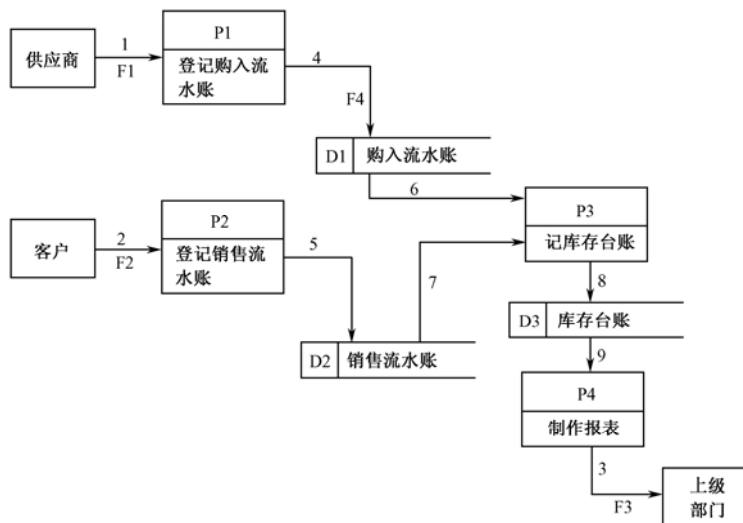 供应商
1
F1
P1
登记购入流
水账
4
F4
D1
购入流水账
6
客户
2
F2
P2
登记销售流
水账
5
7
D2
销售流水账
P3
记库存台账
8
D3
库存台账
9
P4
制作报表
3
F3
上级
部门